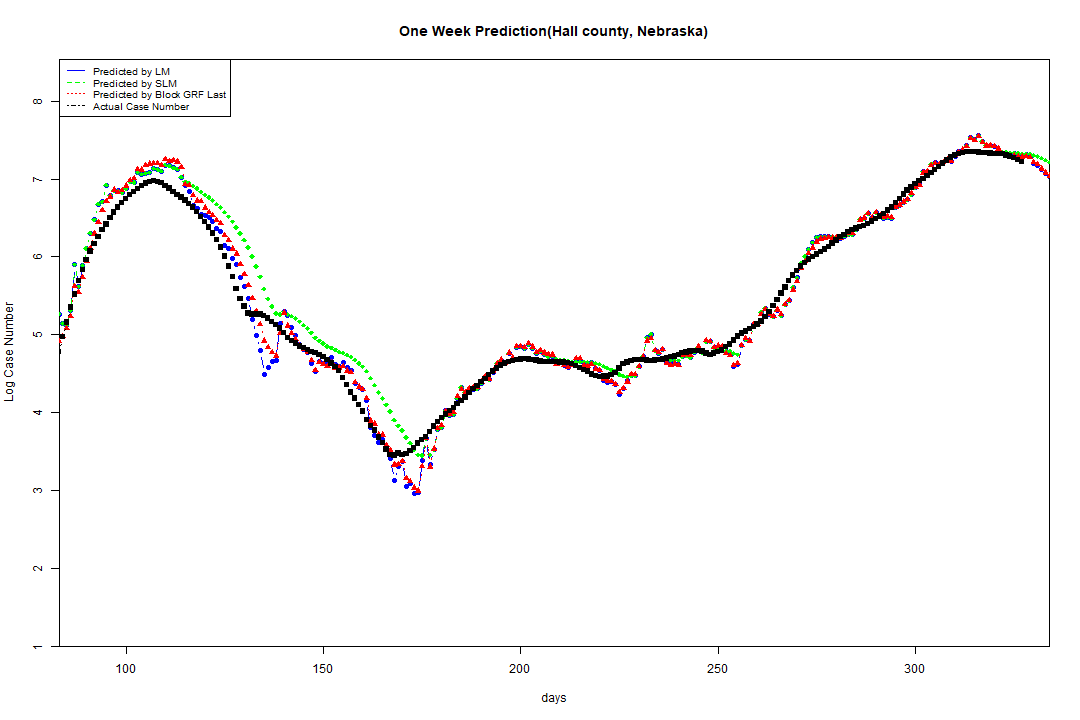 One Week Prediction(Hall county, Nebraska)
Predicted by LM
Predicted by SLM
Predicted by Block GRF Last
Actual Case Number
Log Case Number
8
7
6
5
4
3
2
1
100 150 200 250 300
days